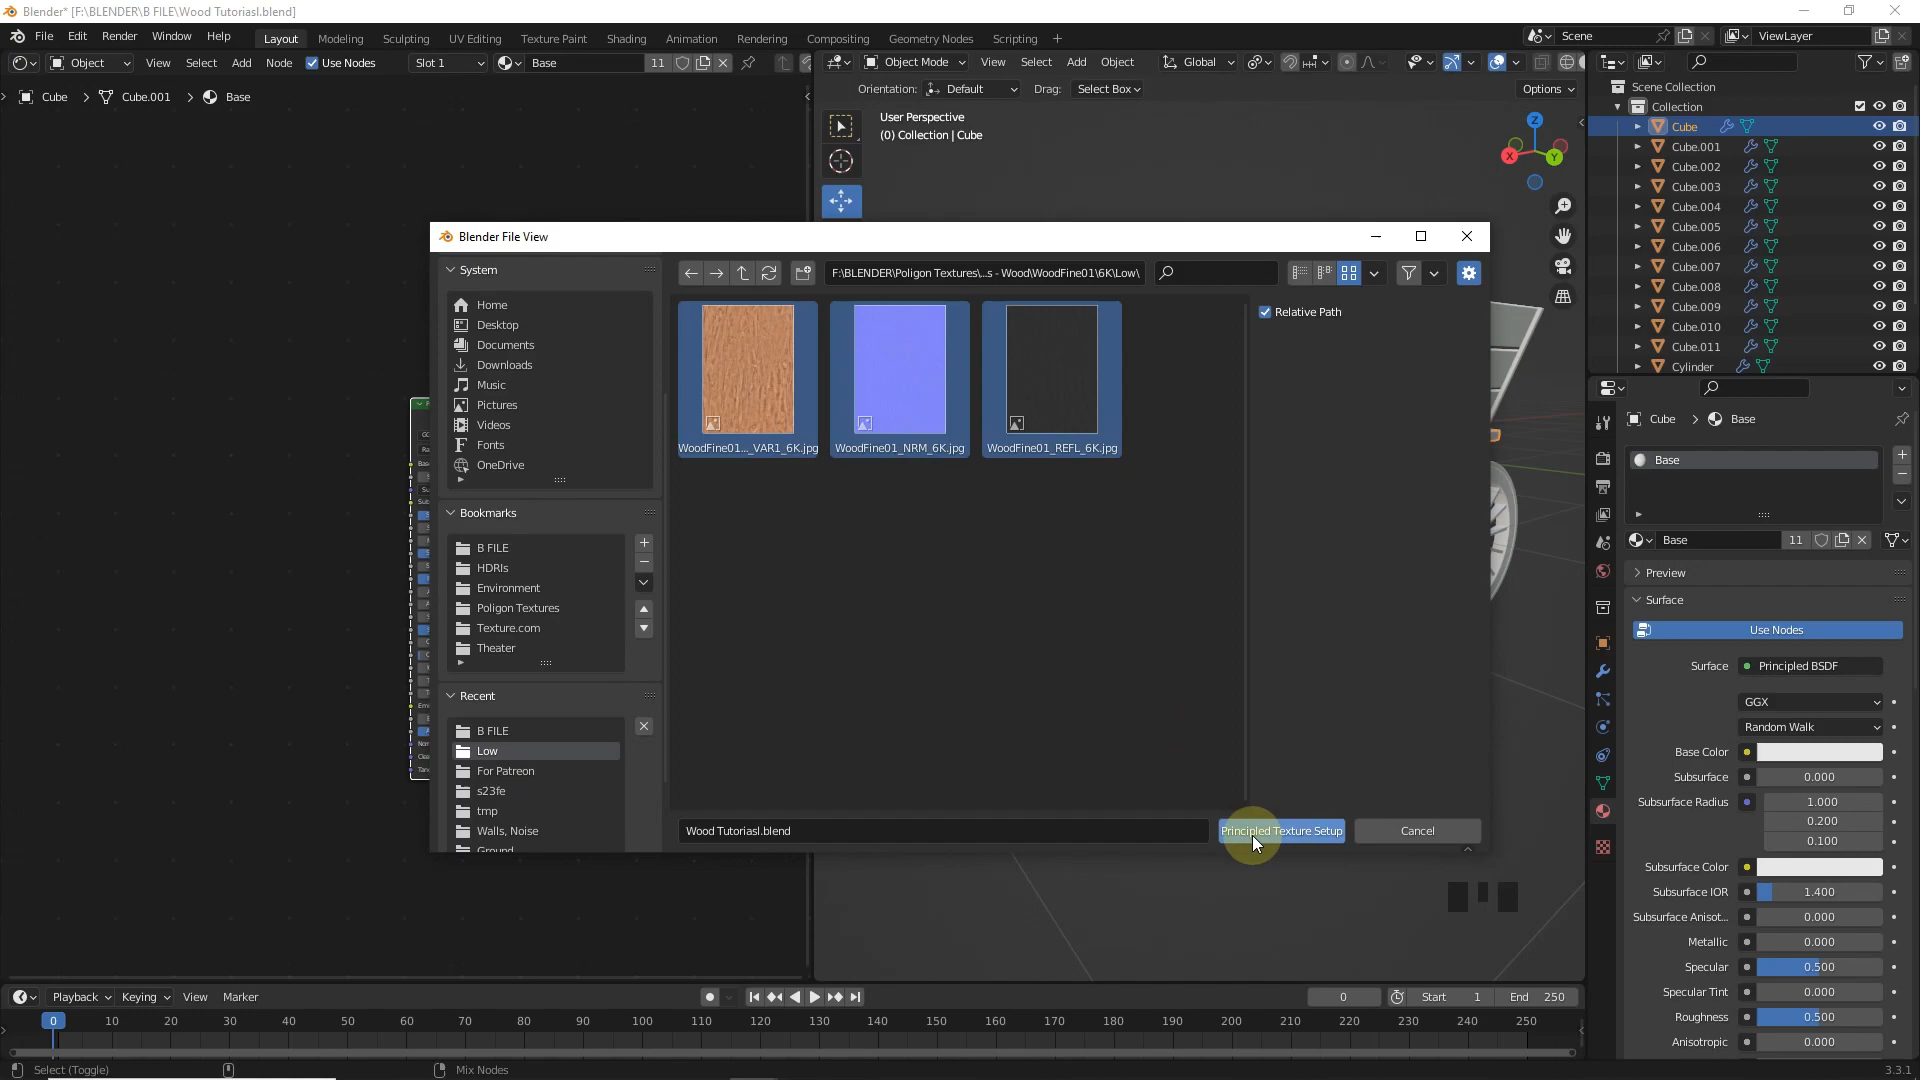 Blender* [F:\BLENDER\B FILE\Wood Tutoriasl.blend]
File Edit Render Window Help Layout Modeling Sculpting UV Editing Texture Paint Shading Animation Rendering Compositing Geometry Nodes Scripting + Scene ViewLayer
Object View Select Add Node Use Nodes Slot 1 Base 11
Object Mode View Select Add Object Global
Cube > Cube.001 > Base
Orientation: Default Drag: Select Box Options
User Perspective
(0) Collection | Cube
Z
X
Y
Scene Collection
Collection
Cube
Cube.001
Cube.002
Cube.003
Cube.004
Cube.005
Cube.006
Cube.007
Cube.008
Cube.009
Cube.010
Cube.011
Cylinder
Blender File View
System
Home
Desktop
Documents
Downloads
Music
Pictures
Videos
Fonts
OneDrive
Bookmarks
B FILE
HDRIs
Environment
Poligon Textures
Texture.com
Theater
Recent
B FILE
Low
For Patreon
s23fe
tmp
Walls, Noise
Ground
F:\BLENDER\Poligon Textures\...s - Wood\WoodFine01\6K\Low\
Relative Path
WoodFine01..._VAR1_6K.jpg
WoodFine01_NRM_6K.jpg
WoodFine01_REFL_6K.jpg
Wood Tutoriasl.blend
Principled Texture Setup
Cancel
Cube > Base
Base
Base 11
Preview
Surface
Use Nodes
Surface Principled BSDF
GGX
Random Walk
Base Color
Subsurface 0.000
Subsurface Radius 1.000
0.200
0.100
Subsurface Color
Subsurface IOR 1.400
Subsurface Anisot... 0.000
Metallic 0.000
Specular 0.500
Specular Tint 0.000
Roughness 0.500
Anisotropic 0.000
Playback Keying View Marker
0 Start 1 End 250
0 10 20 30 40 50 60 70 80 90 100 110 120 130 140 150 160 170 180 190 200 210 220 230 240 250
Select (Toggle) Mix Nodes 3.3.1